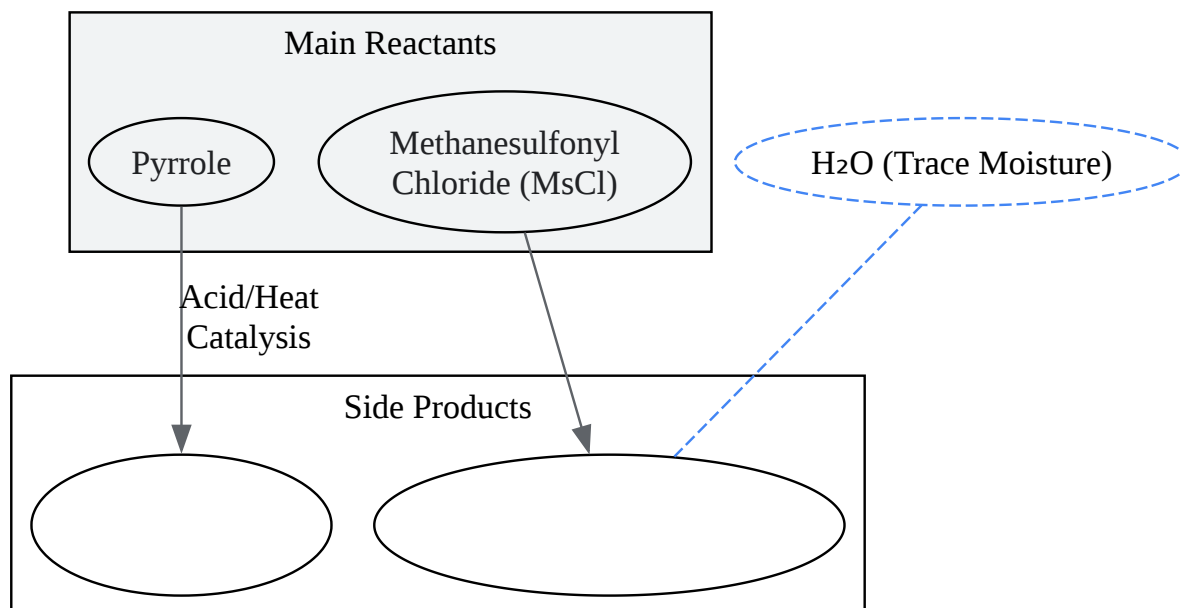 Main Reactants
Pyrrole
Methanesulfonyl
Chloride (MsCl)
H₂O (Trace Moisture)
Acid/Heat
Catalysis
Side Products